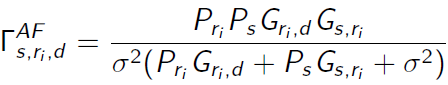 Γ^{AF}_{s,r_i,d} = \frac{P_{r_i} P_s G_{r_i,d} G_{s,r_i}}{σ^2(P_{r_i} G_{r_i,d} + P_s G_{s,r_i} + σ^2)}